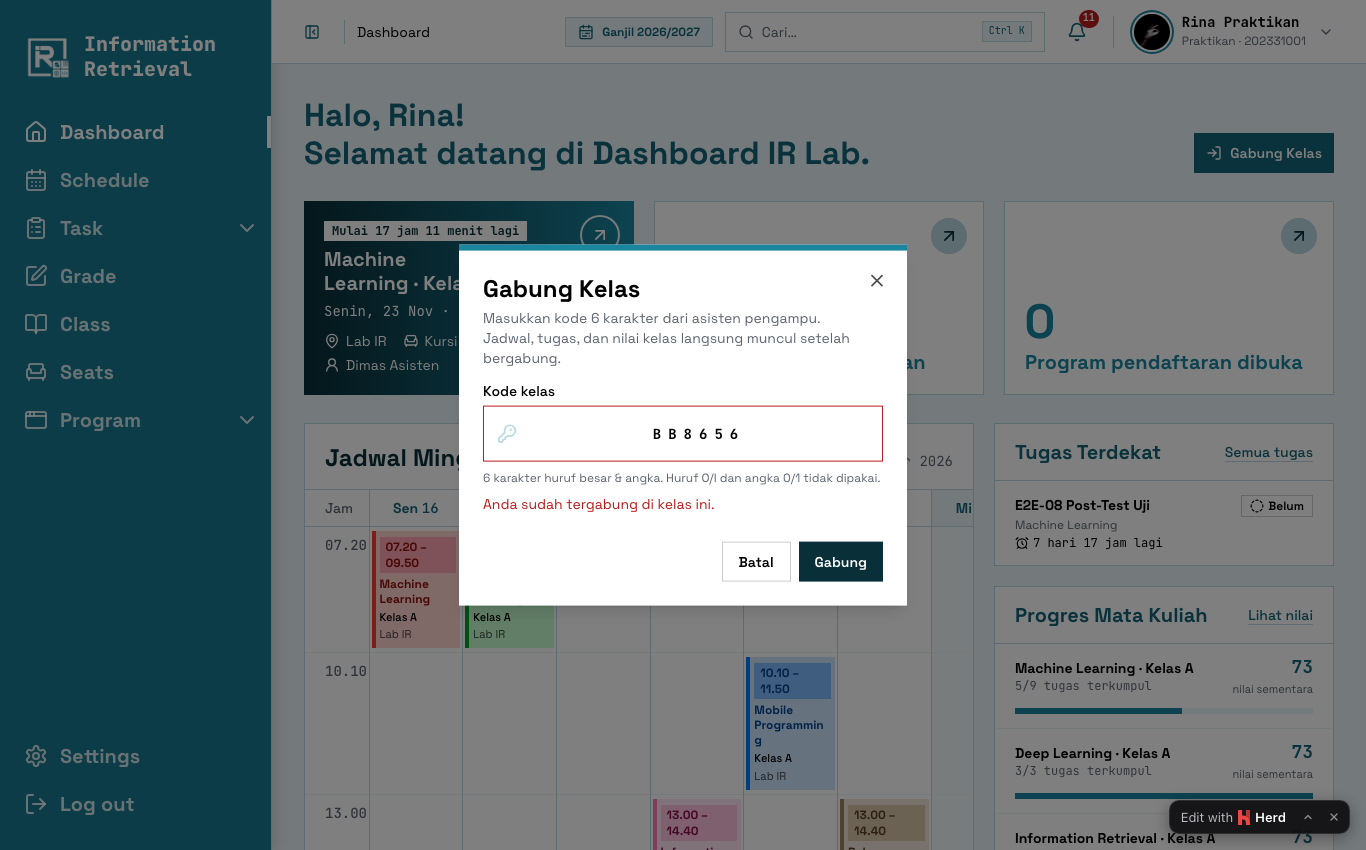 Information
Retrieval
Dashboard
Schedule
Task
Grade
Class
Seats
Program
Settings
Log out
Dashboard
Ganjil 2026/2027
Cari...
Ctrl K
11
Rina Praktikan
Praktikan · 202331001
Halo, Rina!
Selamat datang di Dashboard IR Lab.
Gabung Kelas
Mulai 17 jam 11 menit lagi
Machine
Learning · Kela
Senin, 23 Nov ·
Lab IR
Kursi
Dimas Asisten
an
0
Program pendaftaran dibuka
Gabung Kelas
Masukkan kode 6 karakter dari asisten pengampu.
Jadwal, tugas, dan nilai kelas langsung muncul setelah
bergabung.
Kode kelas
BB8656
6 karakter huruf besar & angka. Huruf O/I dan angka 0/1 tidak dipakai.
Anda sudah tergabung di kelas ini.
Batal
Gabung
Jadwal Ming
2026
Jam
Sen 16
Mi
07.20
07.20 –
09.50
Machine
Learning
Kelas A
Lab IR
Kelas A
Lab IR
10.10
10.10 –
11.50
Mobile
Programmin
g
Kelas A
Lab IR
13.00
13.00 –
14.40
13.00 –
14.40
Tugas Terdekat
Semua tugas
E2E-08 Post-Test Uji
Belum
Machine Learning
7 hari 17 jam lagi
Progres Mata Kuliah
Lihat nilai
Machine Learning · Kelas A
73
5/9 tugas terkumpul
nilai sementara
Deep Learning · Kelas A
73
3/3 tugas terkumpul
nilai sementara
Information Retrieval · Kelas A
73
Edit with
Herd